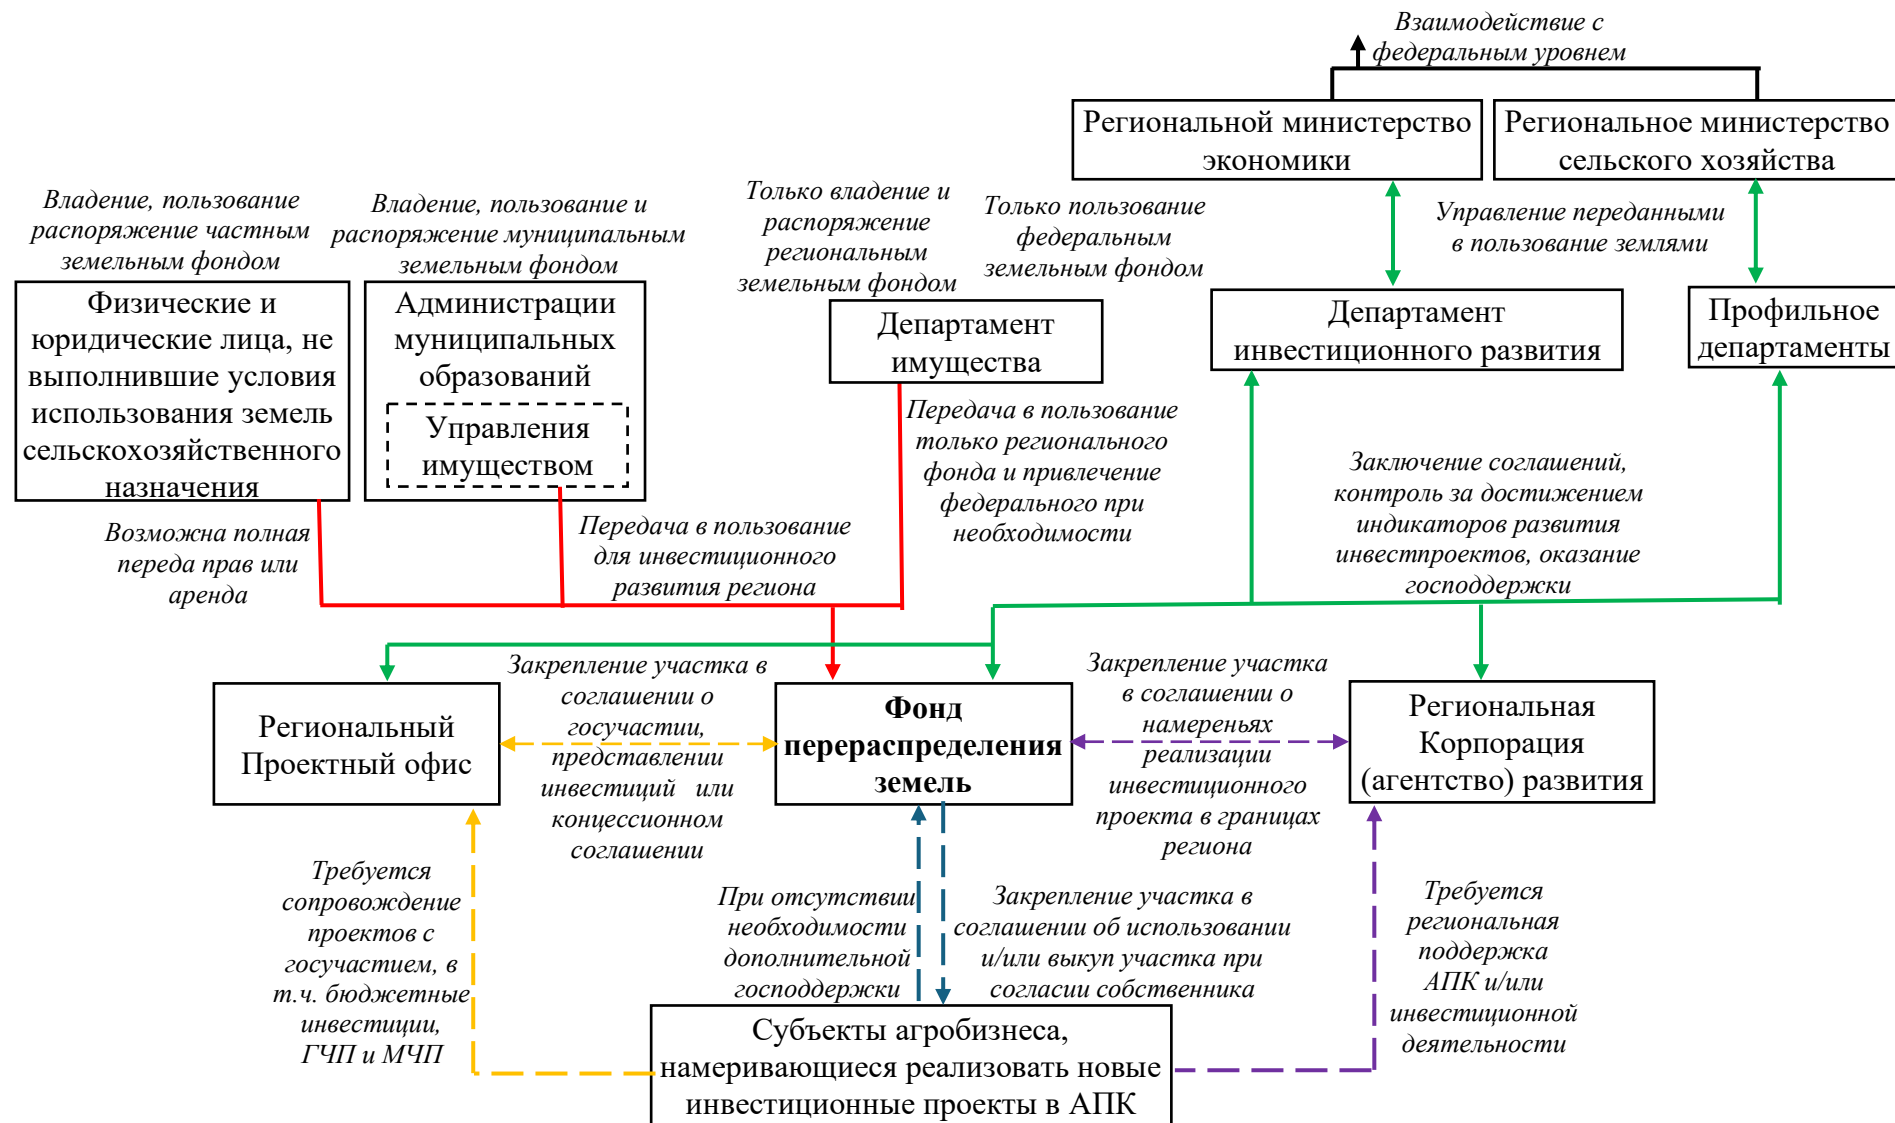 Взаимодействие с
федеральным уровнем
Региональной министерство
экономики
Региональное министерство
сельского хозяйства
Владение, пользование
распоряжение частным
земельным фондом
Владение, пользование и
распоряжение муниципальным
земельным фондом
Только владение и
распоряжение
региональным
земельным фондом
Только пользование
федеральным
земельным фондом
Управление переданными
в пользование землями
Физические и
юридические лица, не
выполнившие условия
использования земель
сельскохозяйственного
назначения
Администрации
муниципальных
образований
Управления
имуществом
Департамент
имущества
Департамент
инвестиционного развития
Профильное
департаменты
Возможна полная
переда прав или
аренда
Передача в пользование
для инвестиционного
развития региона
Передача в пользование
только регионального
фонда и привлечение
федерального при
необходимости
Заключение соглашений,
контроль за достижением
индикаторов развития
инвестпроектов, оказание
господдержки
Региональный
Проектный офис
Закрепление участка в
соглашении о
госучастии,
представлении
инвестиций или
концессионном
соглашении
Фонд
перераспределения
земель
Закрепление участка
в соглашении о
намереньях
реализации
инвестиционного
проекта в границах
региона
Региональная
Корпорация
(агентство) развития
Требуется
сопровождение
проектов с
госучастием, в
т.ч. бюджетные
инвестиции,
ГЧП и МЧП
При отсутствии
необходимости
дополнительной
господдержки
Закрепление участка в
соглашении об использовании
и/или выкуп участка при
согласии собственника
Требуется
региональная
поддержка
АПК и/или
инвестиционной
деятельности
Субъекты агробизнеса,
намеривающиеся реализовать новые
инвестиционные проекты в АПК